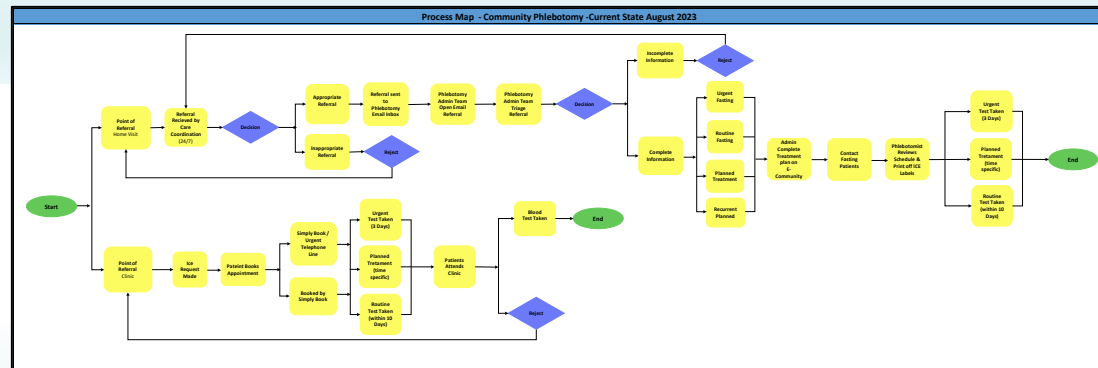 Process Map - Community Phlebotomy -Current State August 2023
Incomplete
Information
Reject
Appropriate
Referral
Referral sent
to
Phlebotomy
Email Inbox
Phlebotomy
Admin Team
Open Email
Referral
Phlebotomy
Admin Team
Triage
Referral
Urgent
Fasting
Point of
Referral
Home Visit
Referral
Recieved by
Care
Coordination
(24/7)
Decision
Decision
Inappropriate
Referral
Reject
Complete
Information
Routine
Fasting
Planned
Treatment
Recurrent
Planned
Admin
Complete
Treatment
plan on
E-
Community
Contact
Fasting
Patients
Phlebotomist
Reviews
Schedule &
Print off ICE
Labels
Urgent
Test Taken
(3 Days)
Planned
Tretament
(time
specific)
Routine
Test Taken
(within 10
Days)
End
Start
Point of
Referral
Clinic
Ice
Request
Made
Pateint Books
Appointment
Simply Book /
Urgent
Telephone
Line
Booked by
Simply Book
Urgent
Test Taken
(3 Days)
Planned
Tretament
(time
specific)
Routine
Test Taken
(within 10
Days)
Patients
Attends
Clinic
Blood
Test Taken
End
Reject